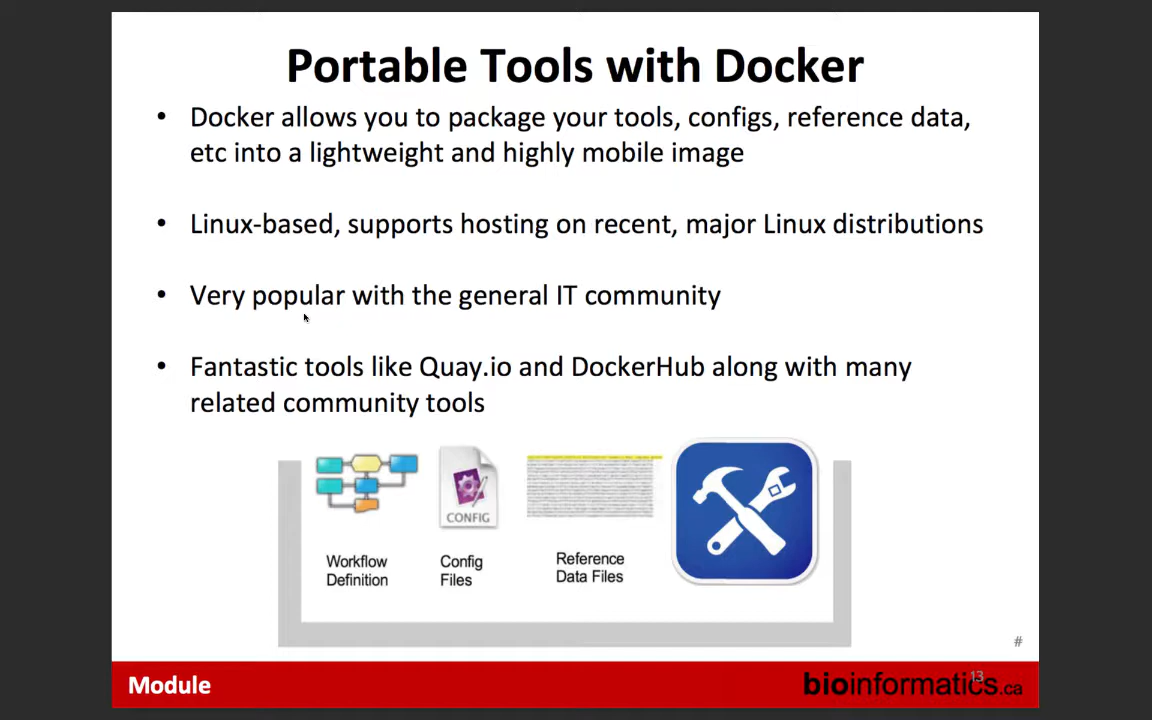 Portable Tools with Docker
• Docker allows you to package your tools, configs, reference data,
etc into a lightweight and highly mobile image
• Linux-based, supports hosting on recent, major Linux distributions
• Very popular with the general IT community
• Fantastic tools like Quay.io and DockerHub along with many
related community tools
CONFIG
Workflow
Definition
Config
Files
Reference
Data Files
#
Module
13
bioinformatics.ca